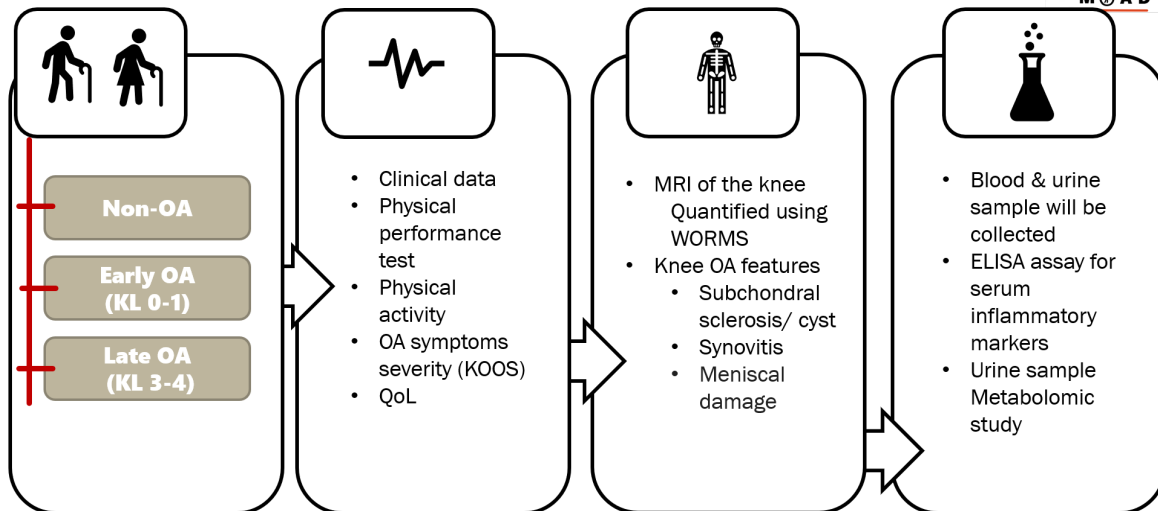 Non-OA
Early OA
(KL 0-1)
Late OA
(KL 3-4)
• Clinical data
• Physical
performance
test
• Physical
activity
• OA symptoms
severity (KOOS)
• QoL
• MRI of the knee
Quantified using
WORMS
• Knee OA features
• Subchondral
sclerosis/ cyst
• Synovitis
• Meniscal
damage
• Blood & urine
sample will be
collected
• ELISA assay for
serum
inflammatory
markers
• Urine sample
Metabolomic
study